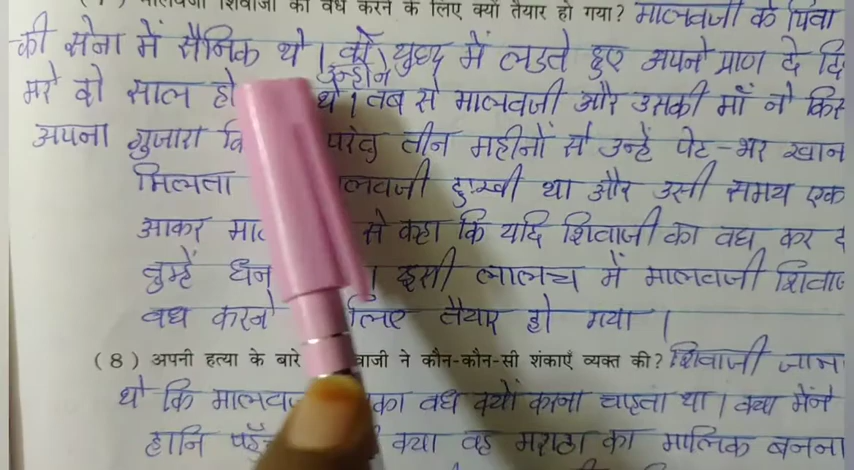 मालवजी शिवाजी का वध करने के लिए क्यों तैयार हो गया? मालवजी के पिता
की सेना में सैनिक थे। युद्ध में लडते हुए अपने प्राण दे दि
उन्होंने
मरे दो साल हो थे। तब से मालवजी और उसकी माँ ने किस
अपना गुजारा कि परंतु तीन महीनों से उन्हें पेट-भर खान
मिलता लवजी दुःखी था और उसी समय एक
आकर माल से कहा कि यदि शिवाजी का वध कर द
तुम्हें धन । इसी लालच में मालवजी शिवाज
वध करने लिए तैयार हो गया ।
(8) अपनी हत्या के बारे वाजी ने कौन-कौन-सी शंकाएँ व्यक्त की? शिवाजी जान
थे कि मालव का वध क्यों करना चाहता था। क्या मैंने
हानि पहुँच क्या वह मराठा का मालिक बनना